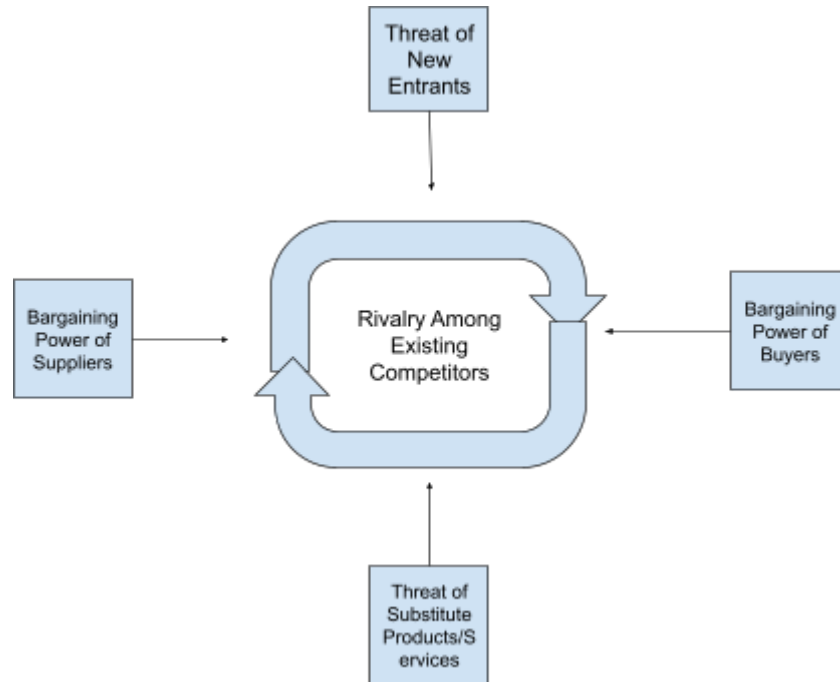 Threat of
New
Entrants
Bargaining
Power of
Suppliers
Rivalry Among
Existing
Competitors
Bargaining
Power of
Buyers
Threat of
Substitute
Products/S
ervices